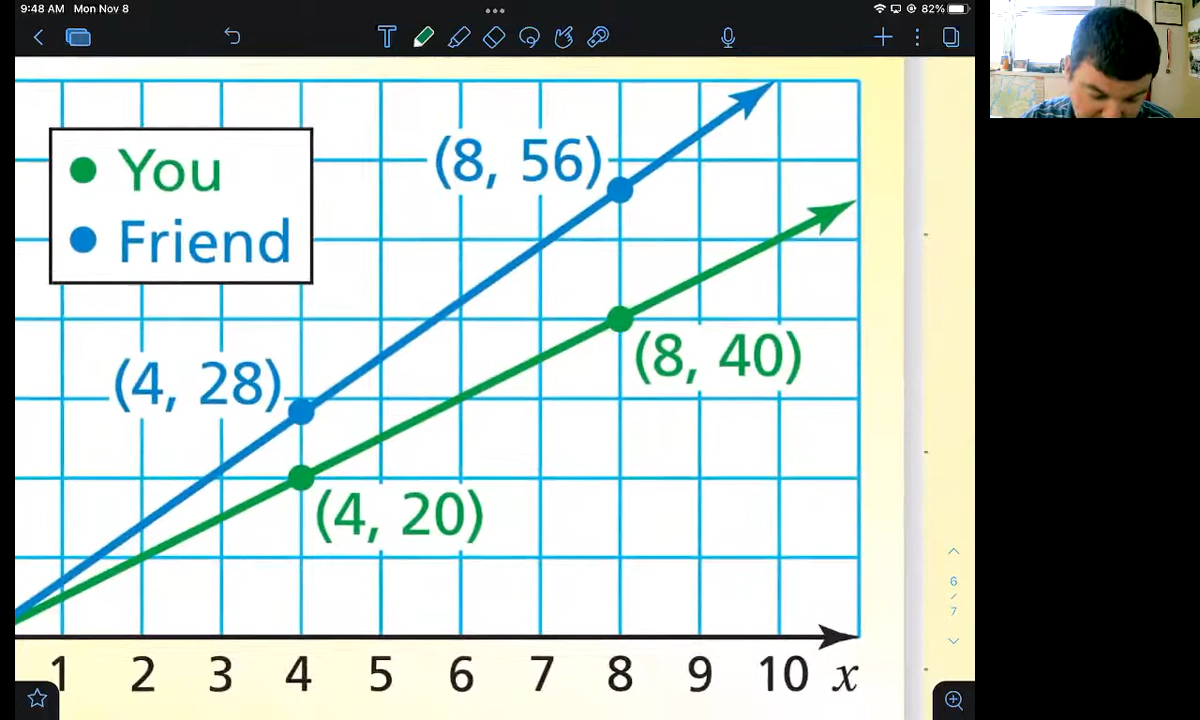 9:48 AM Mon Nov 8
82%
T
(8, 56)
You
Friend
(4, 28)
(8, 40)
(4, 20)
6
/
7
1 2 3 4 5 6 7 8 9 10 x